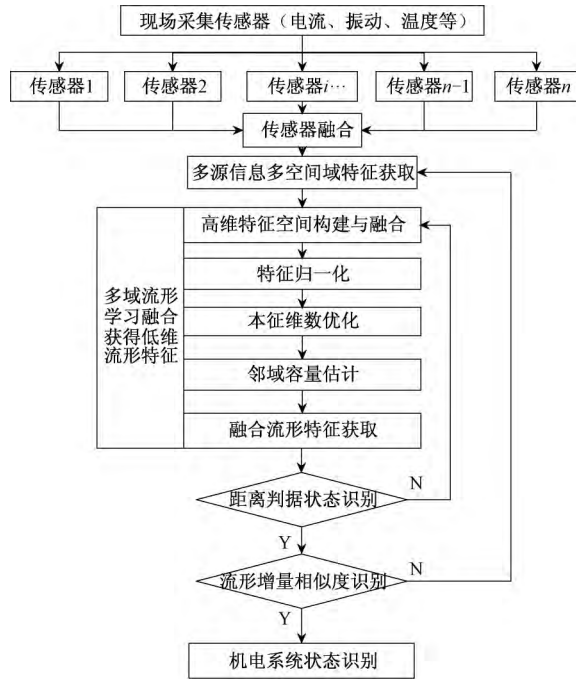 现场采集传感器（电流、振动、温度等）
传感器1
传感器2
传感器i···
传感器n-1
传感器n
传感器融合
多源信息多空间域特征获取
多域流形
学习融合
获得低维
流形特征
高维特征空间构建与融合
特征归一化
本征维数优化
邻域容量估计
融合流形特征获取
距离判据状态识别
N
Y
流形增量相似度识别
N
Y
机电系统状态识别